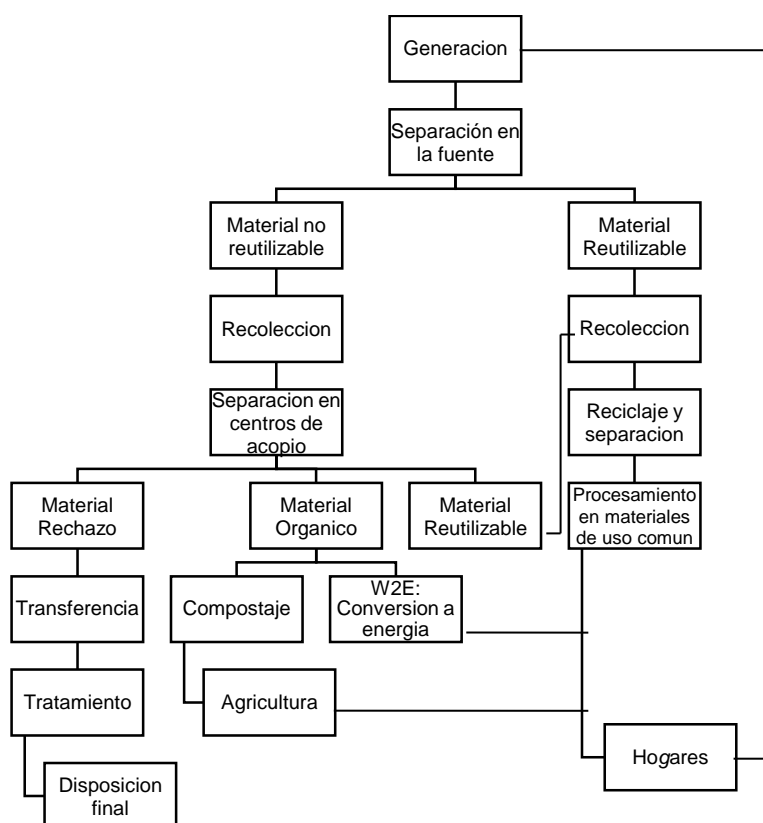 Generacion
Separación en
la fuente
Material no
reutilizable
Material
Reutilizable
Recoleccion
Recoleccion
Separacion en
centros de
acopio
Reciclaje y
separacion
Material
Rechazo
Material
Organico
Material
Reutilizable
Procesamiento
en materiales
de uso comun
Transferencia
Compostaje
W2E:
Conversion a
energia
Tratamiento
Agricultura
Hogares
Disposicion
final